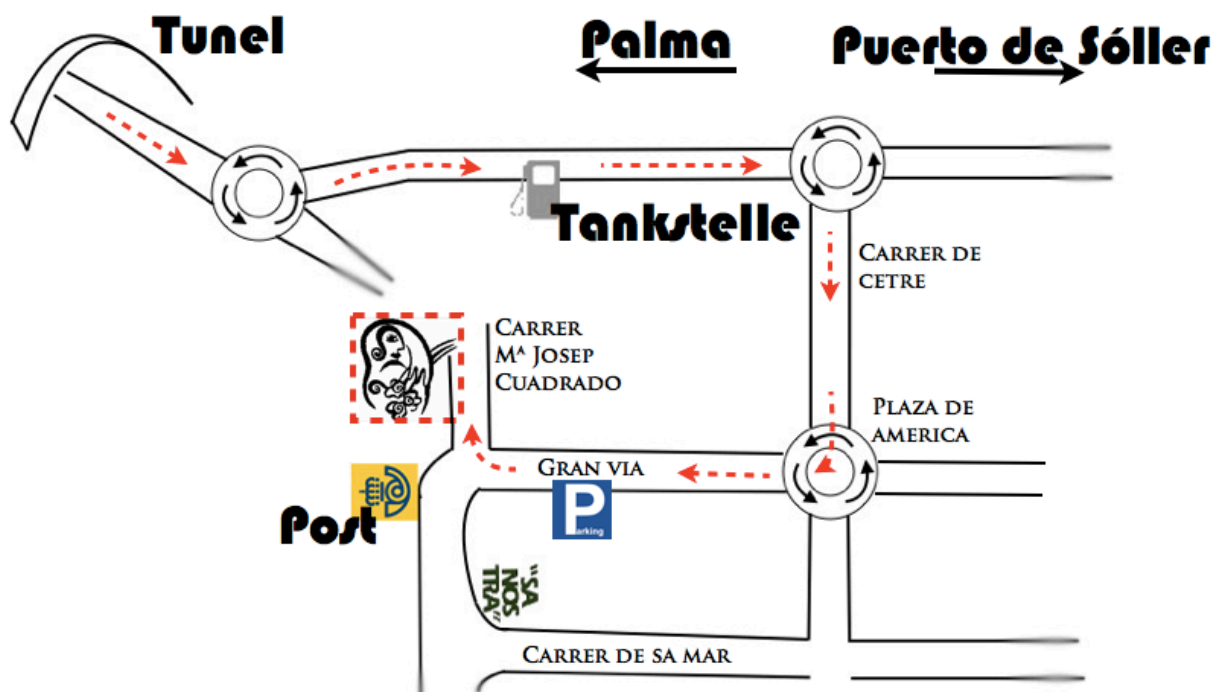 Tunel
Palma
Puerto de Sóller
Tankstelle
CARRER DE
CETRE
CARRER
Mª JOSEP
CUADRADO
PLAZA DE
AMERICA
GRAN VIA
Post
P
arking
"SA
NOS
TRA"
CARRER DE SA MAR